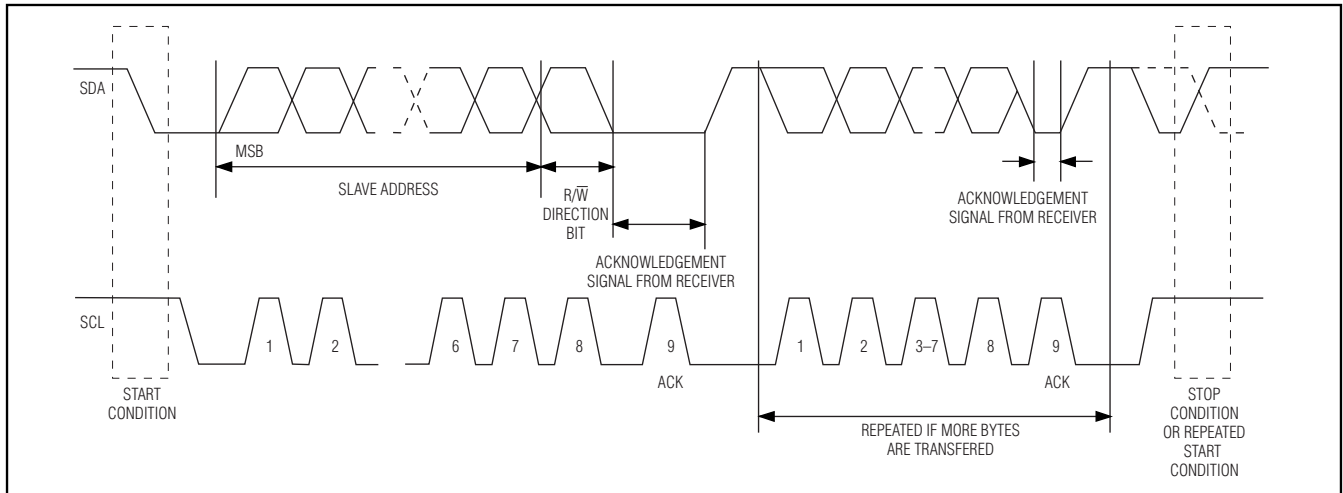 SDA
MSB
SLAVE ADDRESS
R/W̅
DIRECTION
BIT
ACKNOWLEDGEMENT
SIGNAL FROM RECEIVER
ACKNOWLEDGEMENT
SIGNAL FROM RECEIVER
SCL
1 2 6 7 8 9 1 2 3–7 8 9
ACK ACK
START
CONDITION
REPEATED IF MORE BYTES
ARE TRANSFERED
STOP
CONDITION
OR REPEATED
START
CONDITION